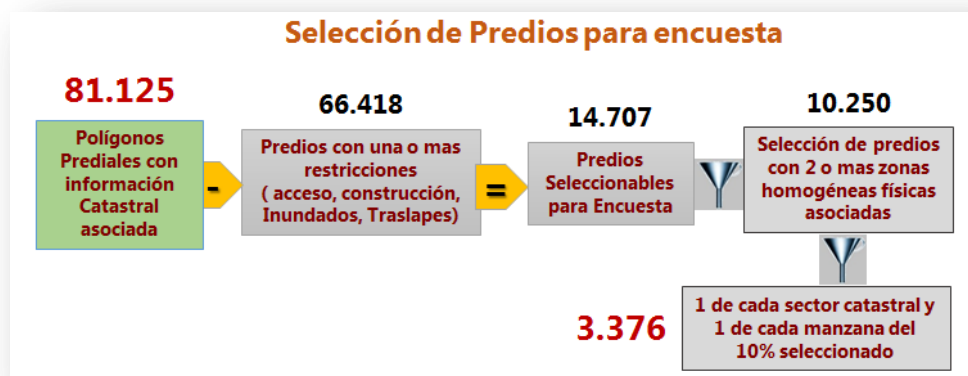 Selección de Predios para encuesta
81.125
Polígonos
Prediales con
información
Catastral
asociada
-
66.418
Predios con una o mas
restricciones
( acceso, construcción,
Inundados, Traslapes)
=
14.707
Predios
Seleccionables
para Encuesta
10.250
Selección de predios
con 2 o mas zonas
homogéneas físicas
asociadas
3.376
1 de cada sector catastral y
1 de cada manzana del
10% seleccionado